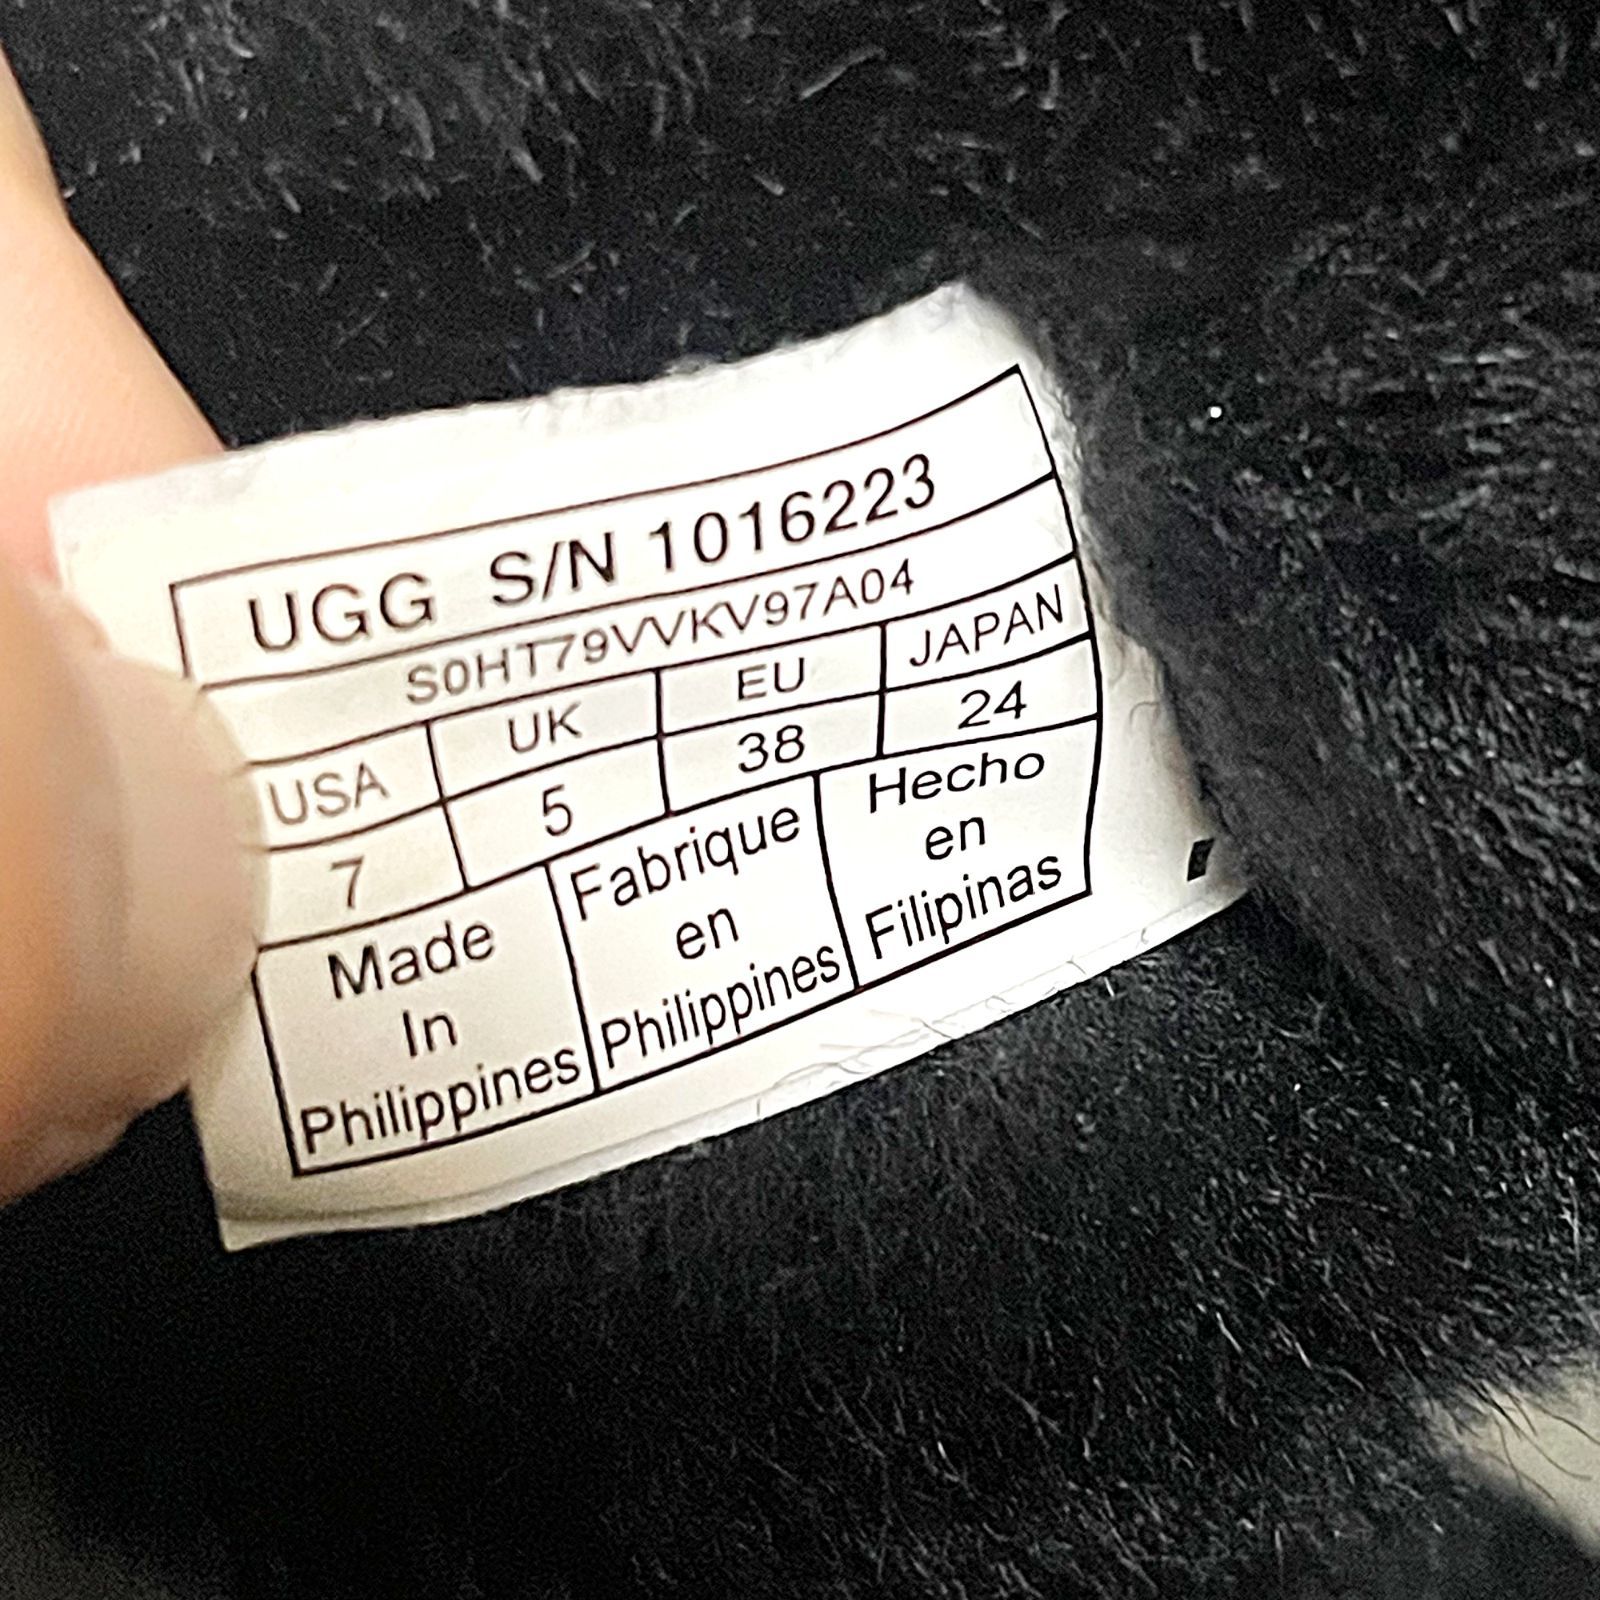 UGG S/N 1016223
S0HT79VVKV97A04
USA UK EU JAPAN
7 5 38 24
Made
In
Philippines
Fabrique
en
Philippines
Hecho
en
Filipinas